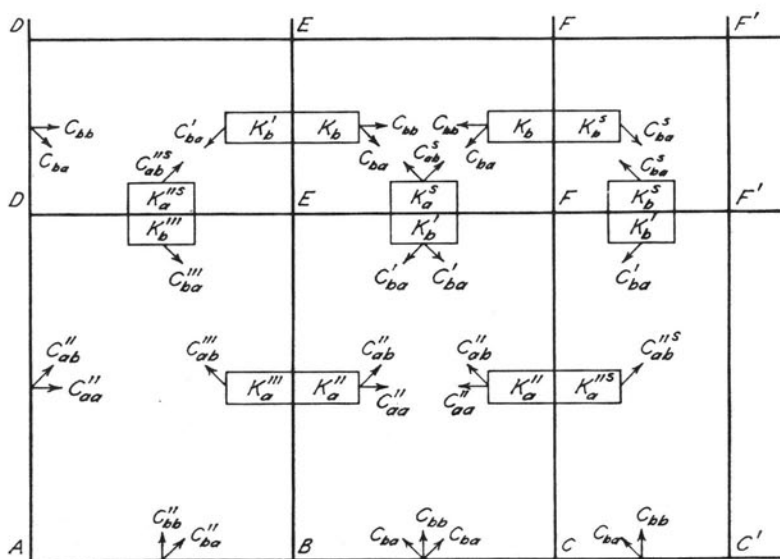 D E F F'
C_bb C'_ba K'_b K_b C_bb C_bb K_b K^s_b C^s_ba
C_ba C''^s_ab C_ba C^s_ab C_ba C^s_ba
K''^s_a K^s_a K^s_b
D E F F'
K'''_b K'_b K'_b
C'''_ba C'_ba C'_ba C'_ba
C''_ab C'''_ab C''_ab C''_ab C''^s_ab
C''_aa K'''_a K''_a C''_aa C''_aa K''_a K''^s_a
C''_bb C''_ba C_ba C_bb C_ba C_ba C_bb
A B C C'